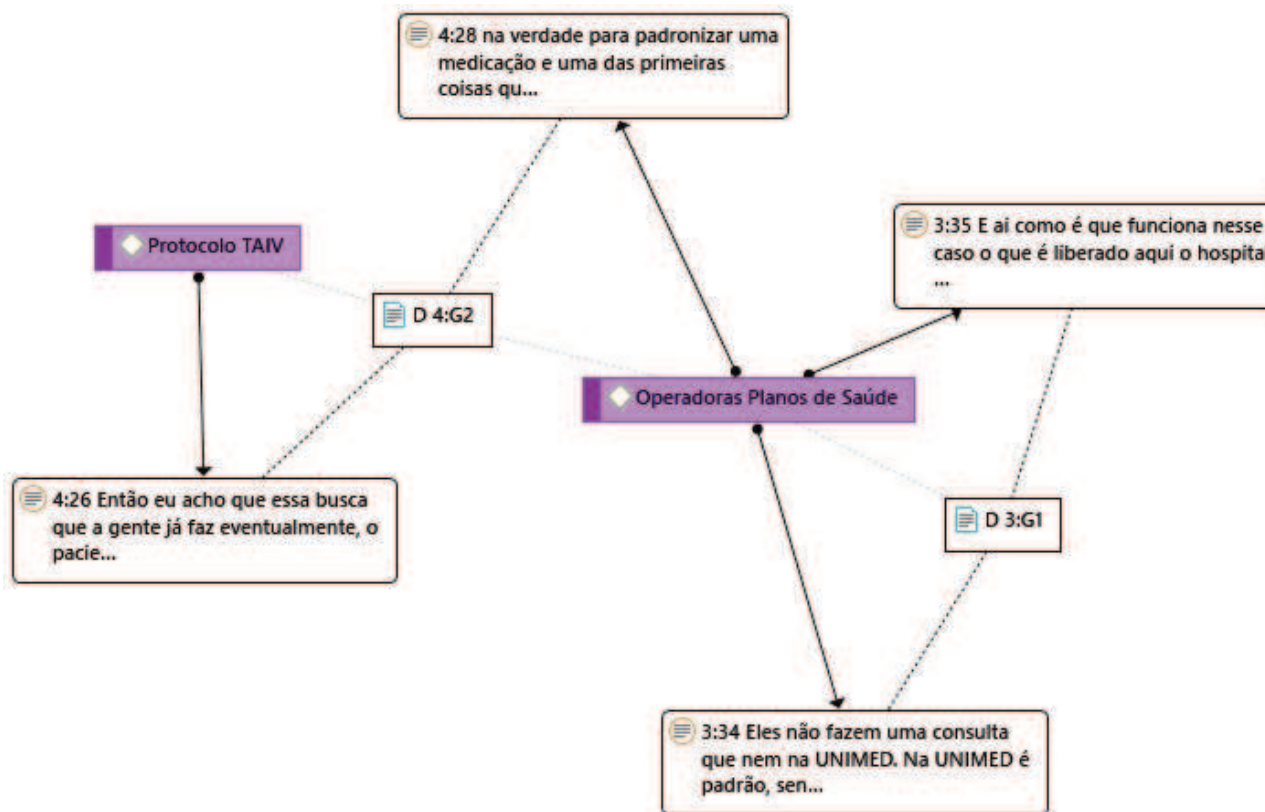 4:28 na verdade para padronizar uma
medicação e uma das primeiras
coisas qu...
Protocolo TAIV
3:35 E ai como é que funciona nesse
caso o que é liberado aqui o hospita
...
D 4:G2
Operadoras Planos de Saúde
4:26 Então eu acho que essa busca
que a gente já faz eventualmente, o
pacie...
D 3:G1
3:34 Eles não fazem uma consulta
que nem na UNIMED. Na UNIMED é
padrão, sen...